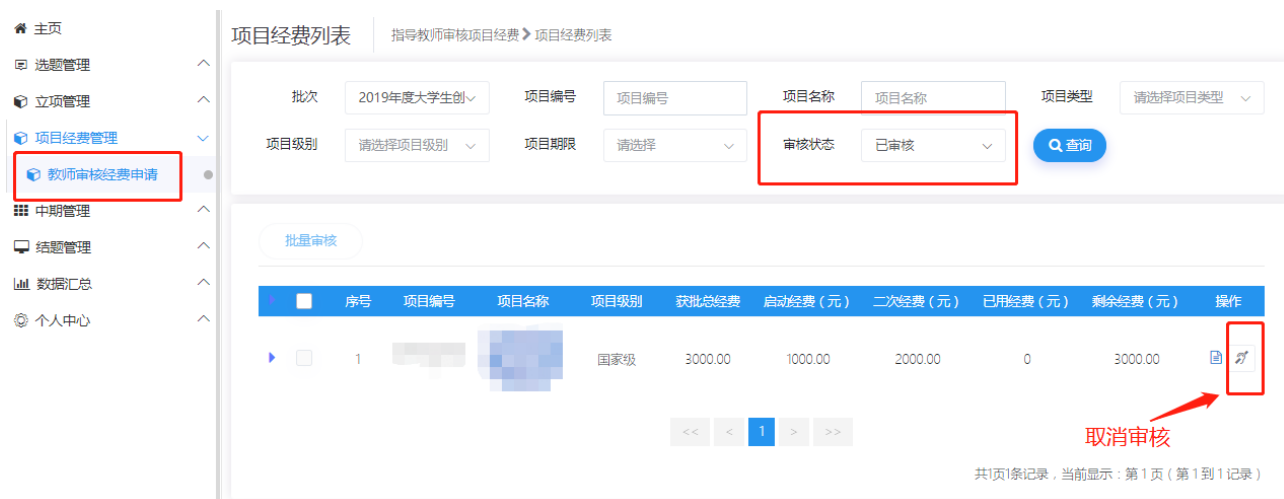 主页
选题管理
立项管理
项目经费管理
教师审核经费申请
中期管理
结题管理
数据汇总
个人中心
项目经费列表 指导教师审核项目经费 > 项目经费列表
批次 2019年度大学生创 项目编号 项目编号 项目名称 项目名称 项目类型 请选择项目类型
项目级别 请选择项目级别 项目期限 请选择 审核状态 已审核 查询
批量审核
序号 项目编号 项目名称 项目级别 获批总经费 启动经费（元） 二次经费（元） 已用经费（元） 剩余经费（元） 操作
1 国家级 3000.00 1000.00 2000.00 0 3000.00
<< < 1 > >>
取消审核
共1页1条记录，当前显示：第1页（第1到1记录）